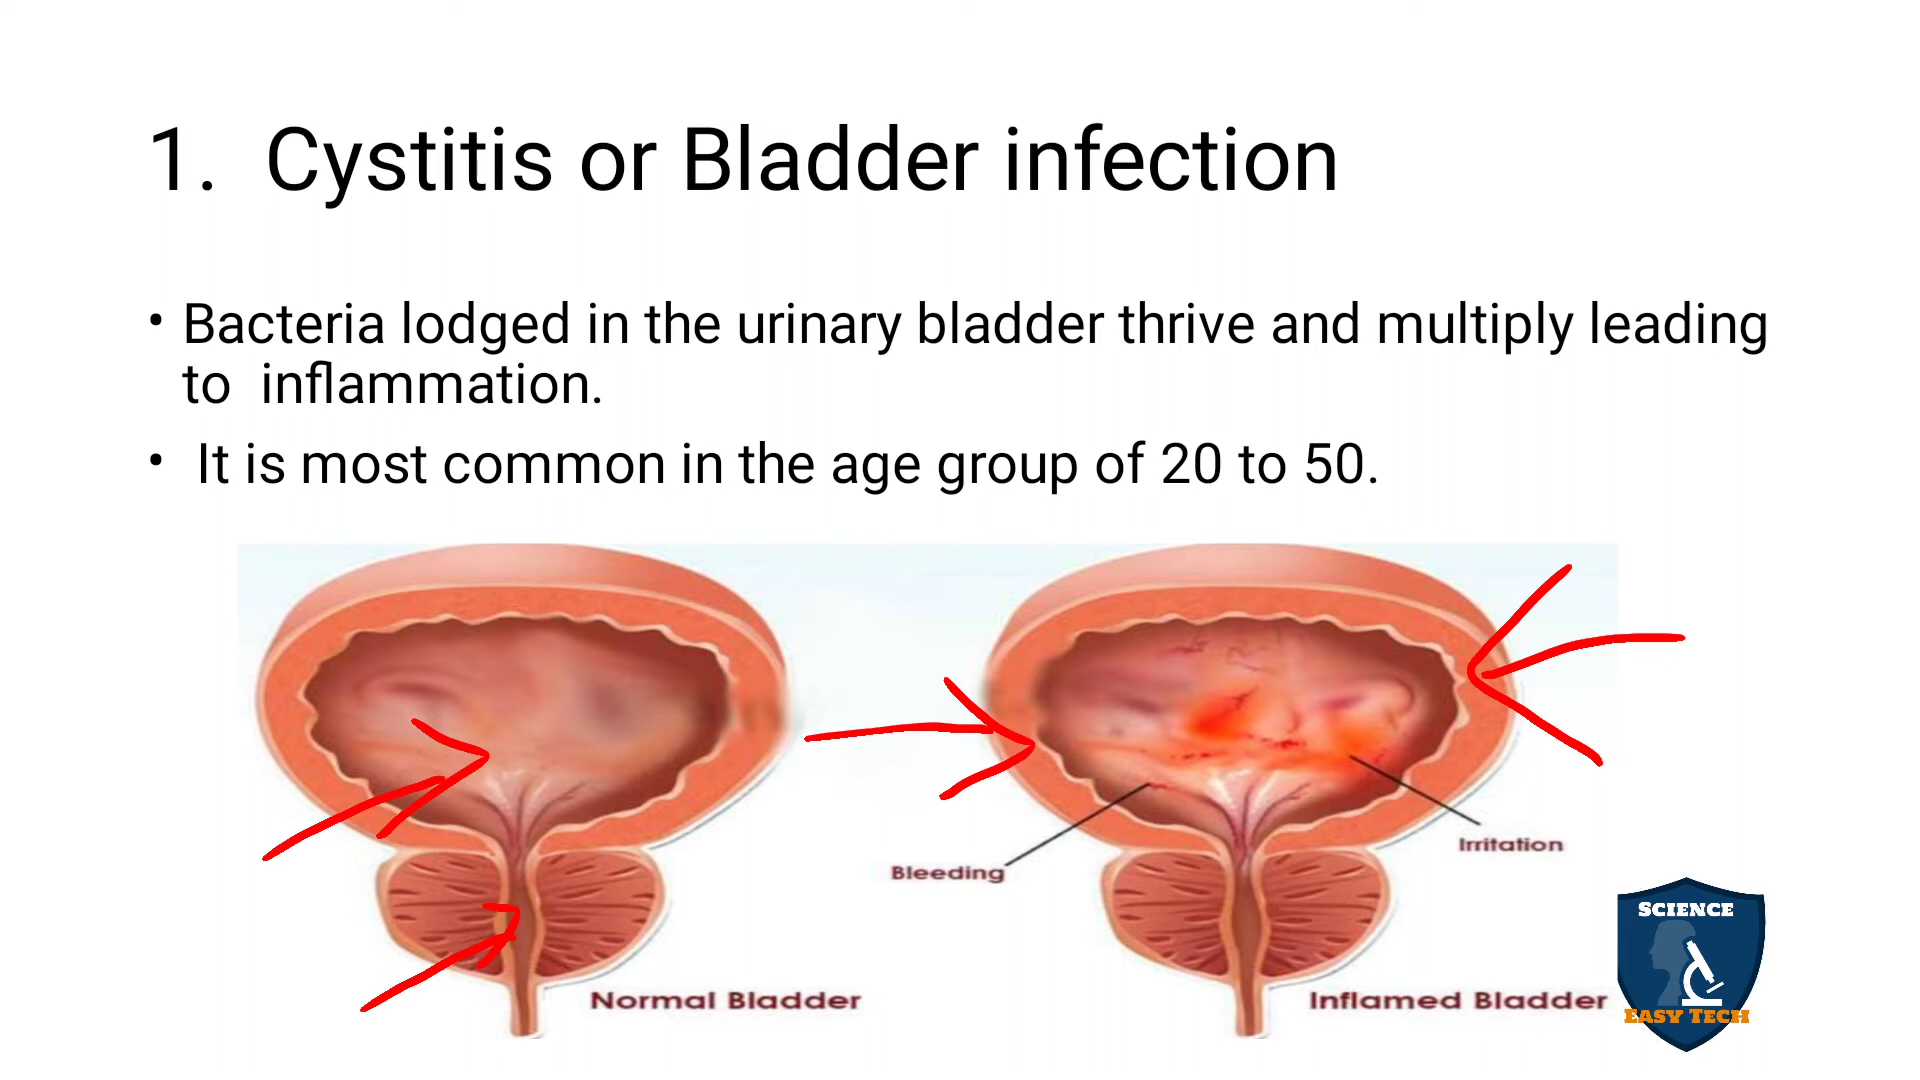 1. Cystitis or Bladder infection
• Bacteria lodged in the urinary bladder thrive and multiply leading
to inflammation.
• It is most common in the age group of 20 to 50.
Irritation
Bleeding
Normal Bladder
Inflamed Bladder
SCIENCE
EASY TECH